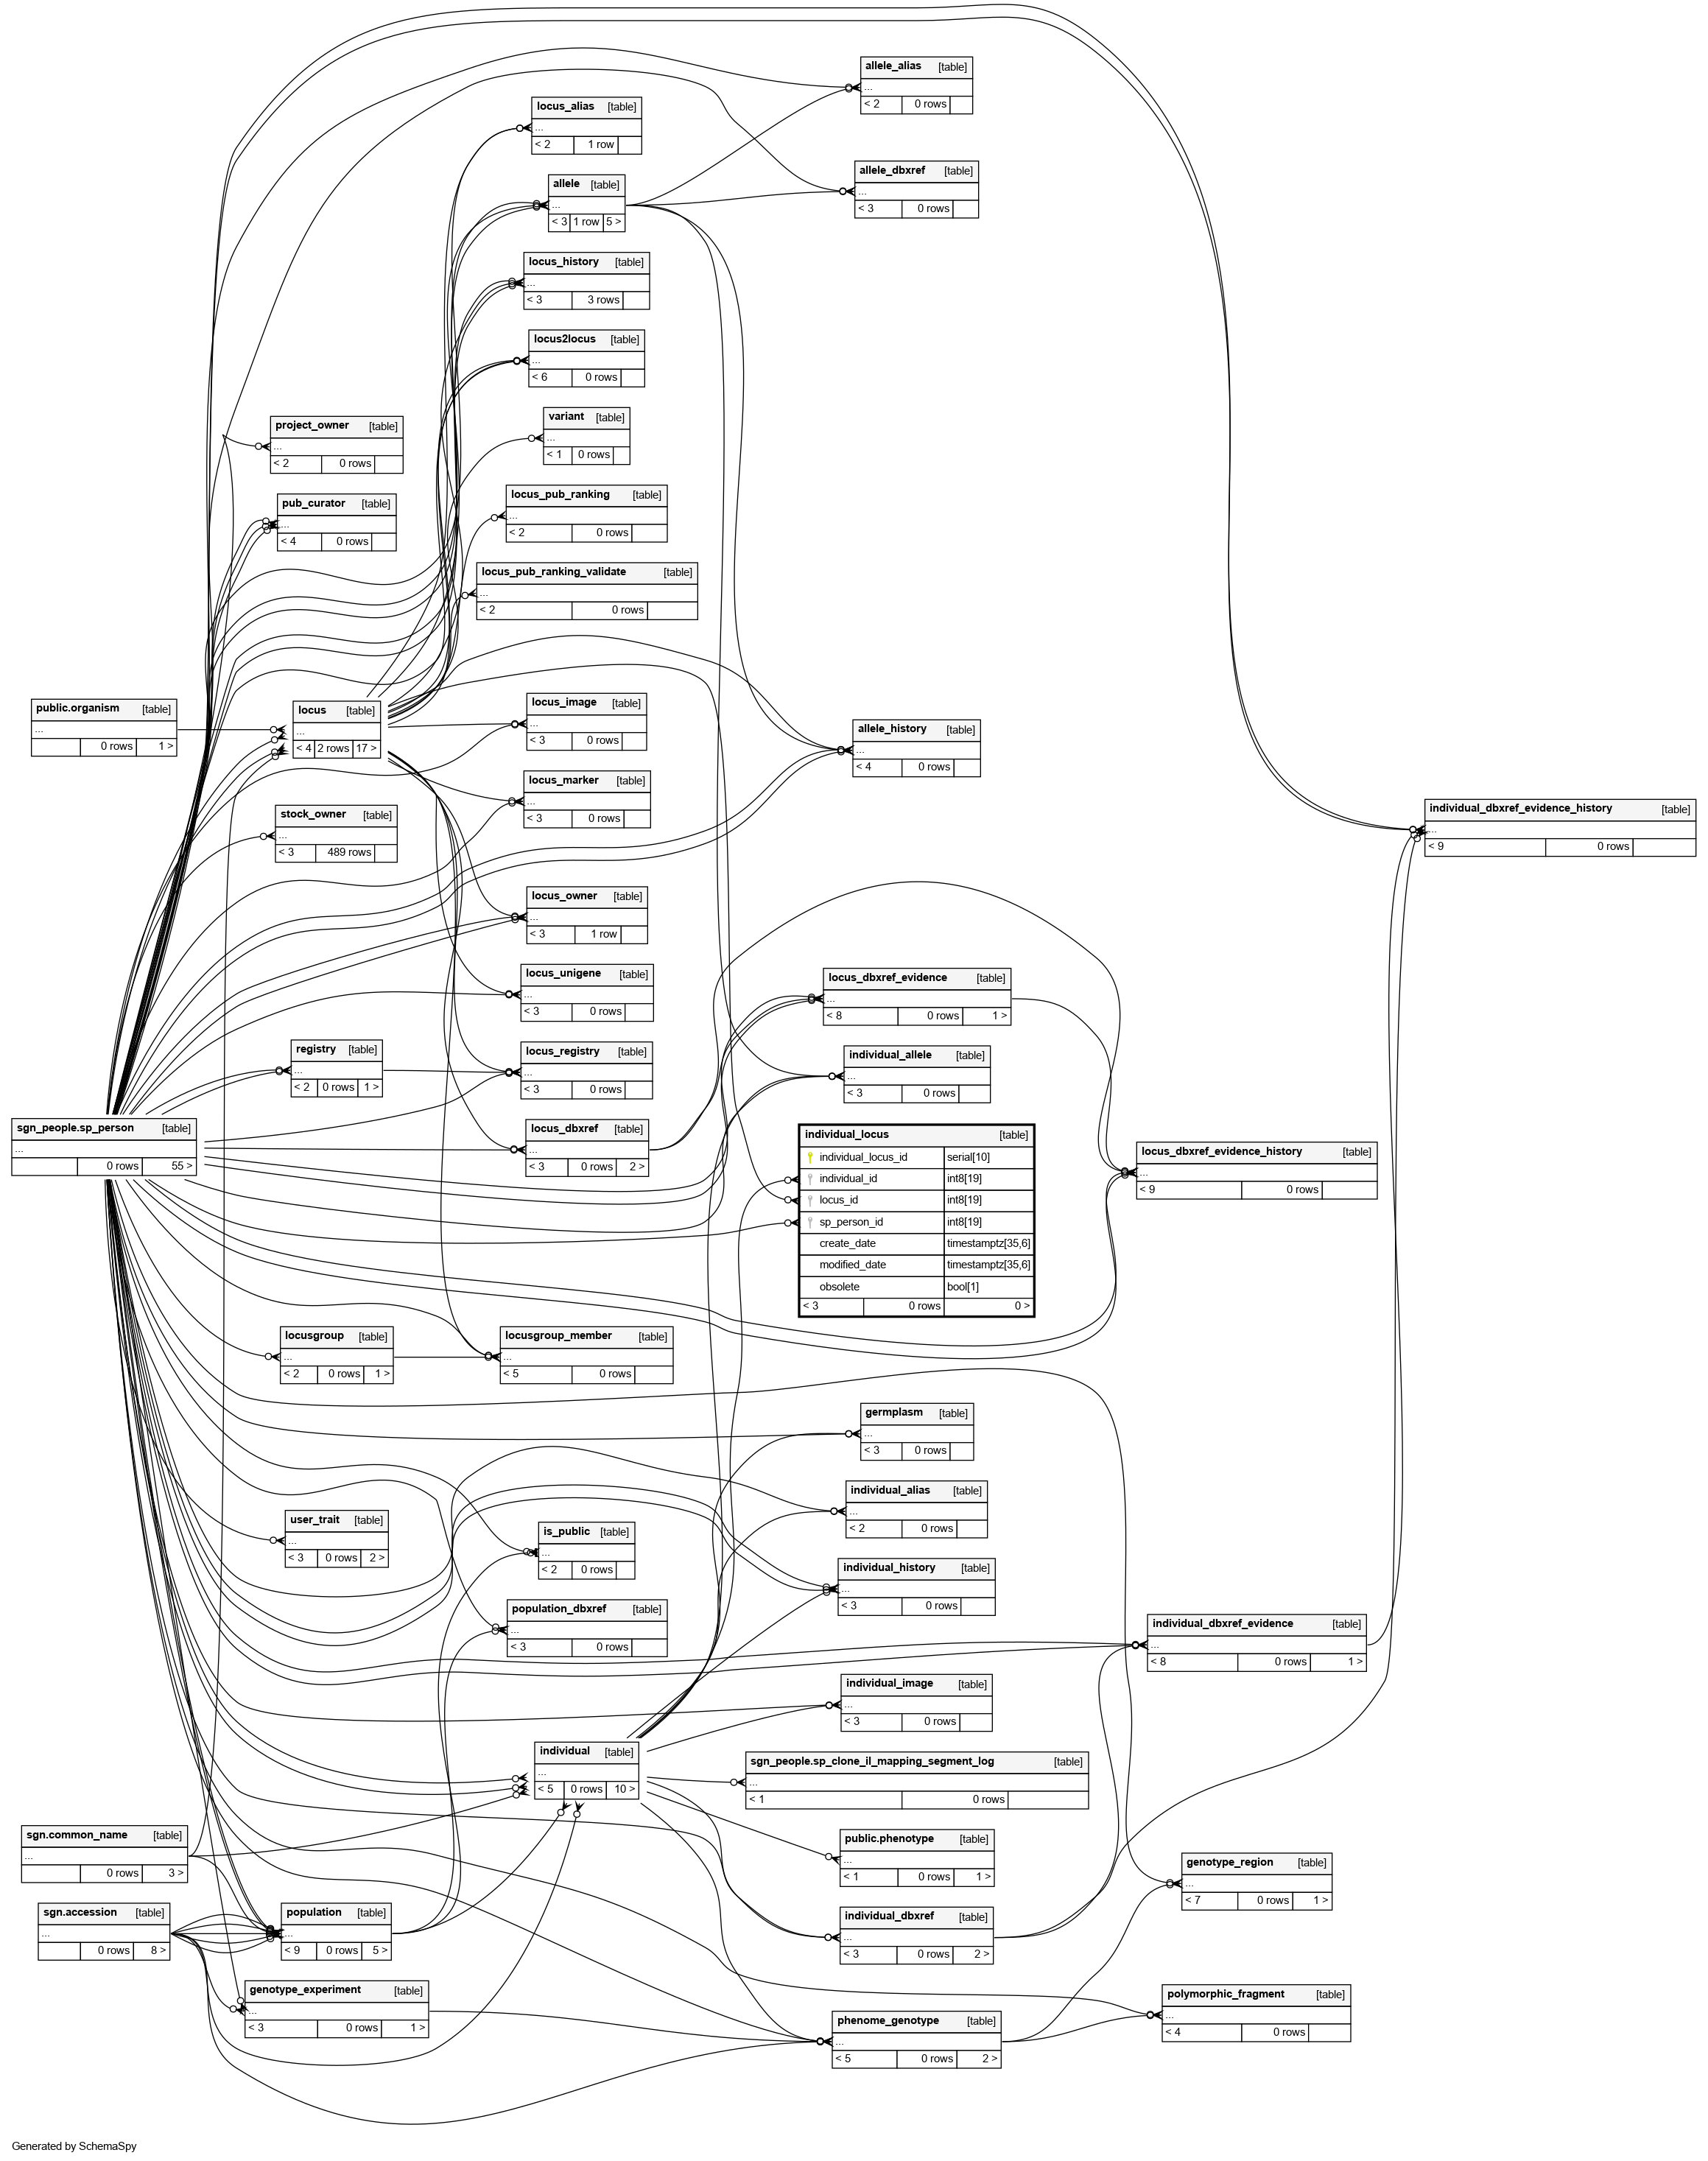 allele_alias [table]
...
< 2 0 rows
locus_alias [table]
...
< 2 1 row
allele_dbxref [table]
...
< 3 0 rows
allele [table]
...
< 3 1 row 5 >
locus_history [table]
...
< 3 3 rows
locus2locus [table]
...
< 6 0 rows
variant [table]
...
< 1 0 rows
project_owner [table]
...
< 2 0 rows
locus_pub_ranking [table]
...
< 2 0 rows
pub_curator [table]
...
< 4 0 rows
locus_pub_ranking_validate [table]
...
< 2 0 rows
public.organism [table]
...
0 rows 1 >
locus [table]
...
< 4 2 rows 17 >
locus_image [table]
...
< 3 0 rows
allele_history [table]
...
< 4 0 rows
locus_marker [table]
...
< 3 0 rows
individual_dbxref_evidence_history [table]
...
< 9 0 rows
stock_owner [table]
...
< 3 489 rows
locus_owner [table]
...
< 3 1 row
locus_unigene [table]
...
< 3 0 rows
locus_dbxref_evidence [table]
...
< 8 0 rows 1 >
registry [table]
...
< 2 0 rows 1 >
locus_registry [table]
...
< 3 0 rows
individual_allele [table]
...
< 3 0 rows
sgn_people.sp_person [table]
...
0 rows 55 >
locus_dbxref [table]
...
< 3 0 rows 2 >
individual_locus [table]
individual_locus_id serial[10]
individual_id int8[19]
locus_id int8[19]
sp_person_id int8[19]
create_date timestamptz[35,6]
modified_date timestamptz[35,6]
obsolete bool[1]
< 3 0 rows 0 >
locus_dbxref_evidence_history [table]
...
< 9 0 rows
locusgroup [table]
...
< 2 0 rows 1 >
locusgroup_member [table]
...
< 5 0 rows
germplasm [table]
...
< 3 0 rows
individual_alias [table]
...
< 2 0 rows
user_trait [table]
...
< 3 0 rows 2 >
is_public [table]
...
< 2 0 rows
individual_history [table]
...
< 3 0 rows
population_dbxref [table]
...
< 3 0 rows
individual_dbxref_evidence [table]
...
< 8 0 rows 1 >
individual_image [table]
...
< 3 0 rows
individual [table]
...
< 5 0 rows 10 >
sgn_people.sp_clone_il_mapping_segment_log [table]
...
< 1 0 rows
sgn.common_name [table]
...
0 rows 3 >
public.phenotype [table]
...
< 1 0 rows 1 >
genotype_region [table]
...
< 7 0 rows 1 >
sgn.accession [table]
...
0 rows 8 >
population [table]
...
< 9 0 rows 5 >
individual_dbxref [table]
...
< 3 0 rows 2 >
genotype_experiment [table]
...
< 3 0 rows 1 >
polymorphic_fragment [table]
...
< 4 0 rows
phenome_genotype [table]
...
< 5 0 rows 2 >
Generated by SchemaSpy